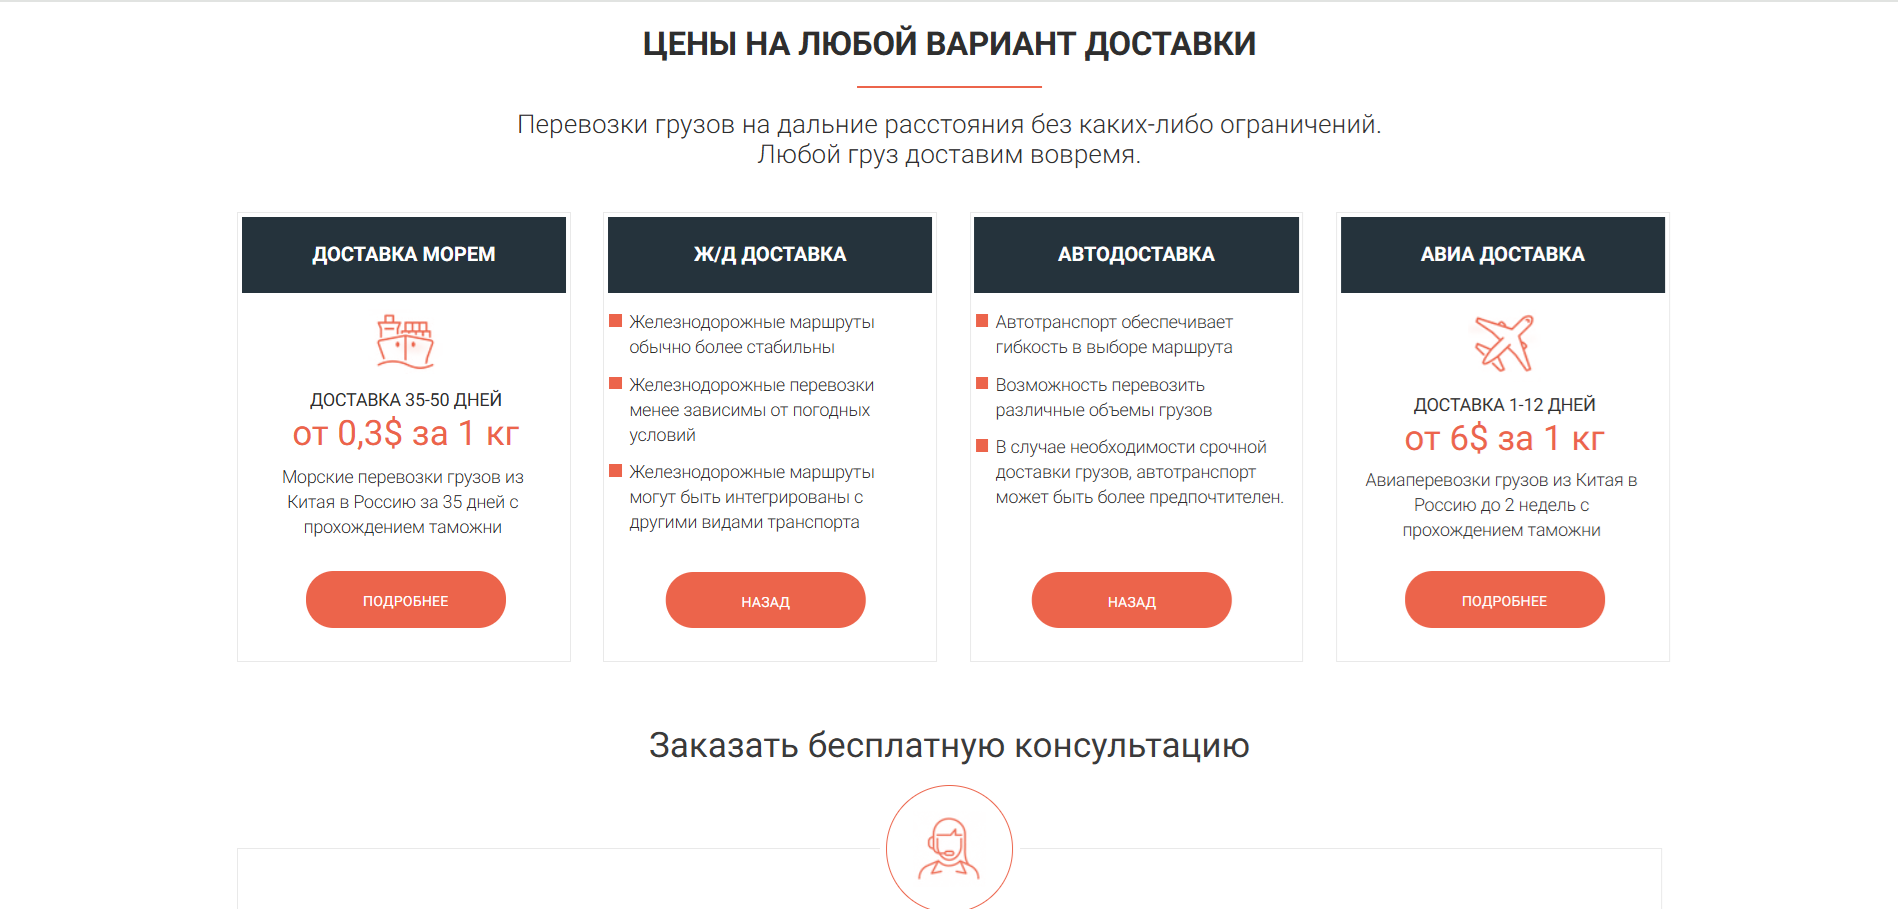 ЦЕНЫ НА ЛЮБОЙ ВАРИАНТ ДОСТАВКИ
Перевозки грузов на дальние расстояния без каких-либо ограничений.
Любой груз доставим вовремя.
ДОСТАВКА МОРЕМ
ДОСТАВКА 35-50 ДНЕЙ
от 0,3$ за 1 кг
Морские перевозки грузов из
Китая в Россию за 35 дней с
прохождением таможни
ПОДРОБНЕЕ
Ж/Д ДОСТАВКА
Железнодорожные маршруты
обычно более стабильны
Железнодорожные перевозки
менее зависимы от погодных
условий
Железнодорожные маршруты
могут быть интегрированы с
другими видами транспорта
НАЗАД
АВТОДОСТАВКА
Автотранспорт обеспечивает
гибкость в выборе маршрута
Возможность перевозить
различные объемы грузов
В случае необходимости срочной
доставки грузов, автотранспорт
может быть более предпочтителен.
НАЗАД
АВИА ДОСТАВКА
ДОСТАВКА 1-12 ДНЕЙ
от 6$ за 1 кг
Авиаперевозки грузов из Китая в
Россию до 2 недель с
прохождением таможни
ПОДРОБНЕЕ
Заказать бесплатную консультацию